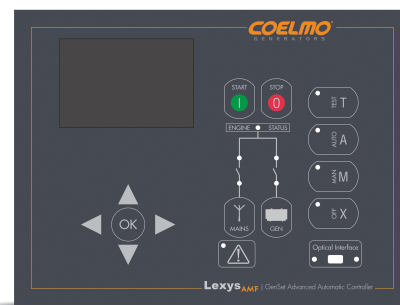 COELMO
GENERATORS
START
I
STOP
0
ENGINE STATUS
TEST T
AUTO A
MAN M
OFF X
OK
MAINS
GEN
Optical Interface
Lexys AMF | GenSet Advanced Automatic Controller